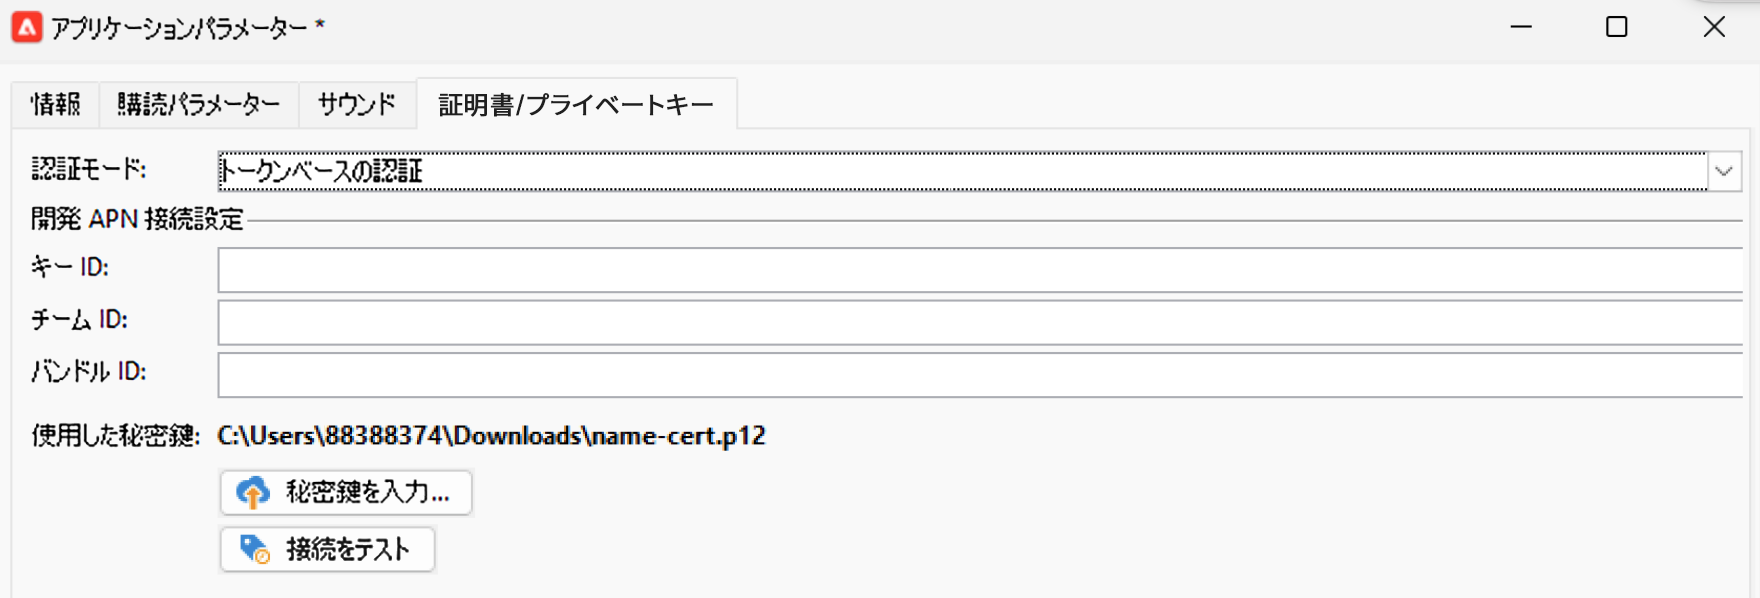 アプリケーションパラメーター *
情報 購読パラメーター サウンド 証明書/プライベートキー
認証モード: トークンベースの認証
開発 APN 接続設定
キー ID:
チーム ID:
バンドル ID:
使用した秘密鍵: C:\Users\88388374\Downloads\name-cert.p12
秘密鍵を入力...
接続をテスト